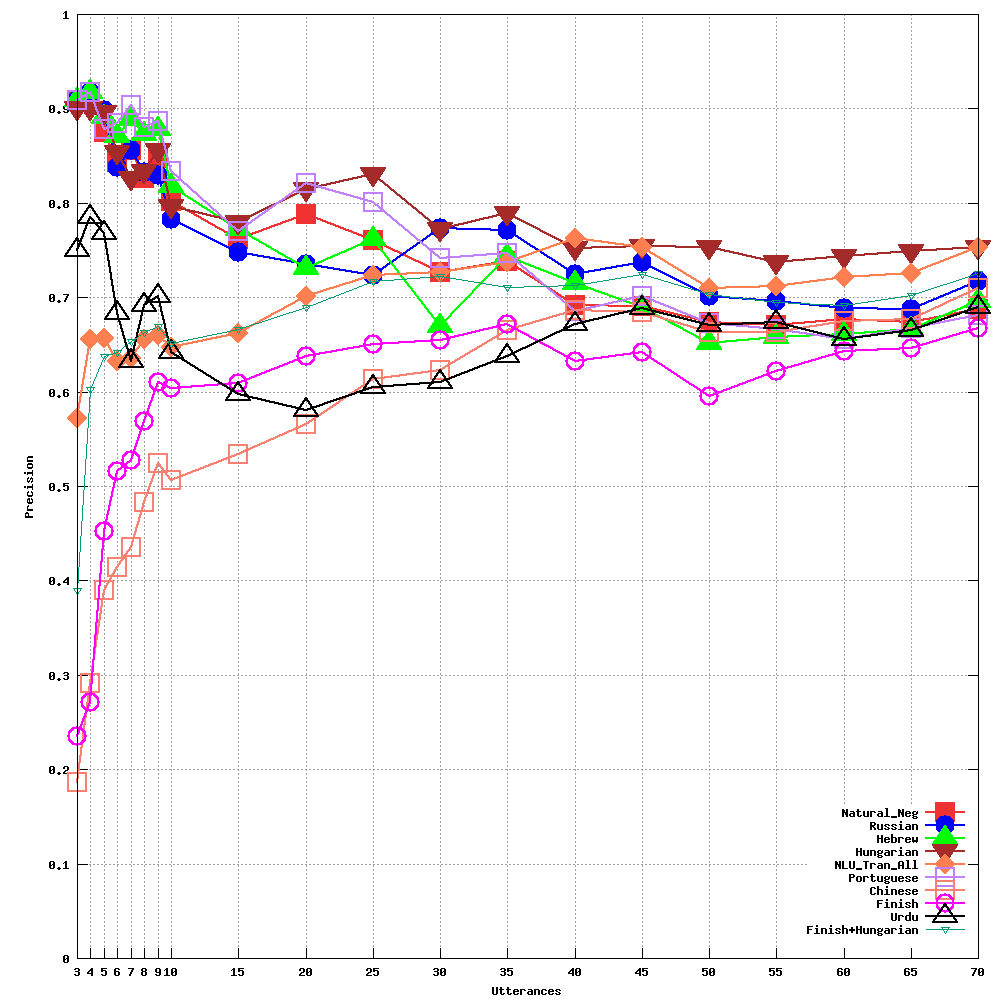 1
0.9
0.8
0.7
0.6
0.5
0.4
0.3
0.2
0.1
0
Precision
3 4 5 6 7 8 9 10 15 20 25 30 35 40 45 50 55 60 65 70
Utterances
Natural_Neg
Russian
Hebrew
Hungarian
NLU_Tran_All
Portuguese
Chinese
Finish
Urdu
Finish+Hungarian